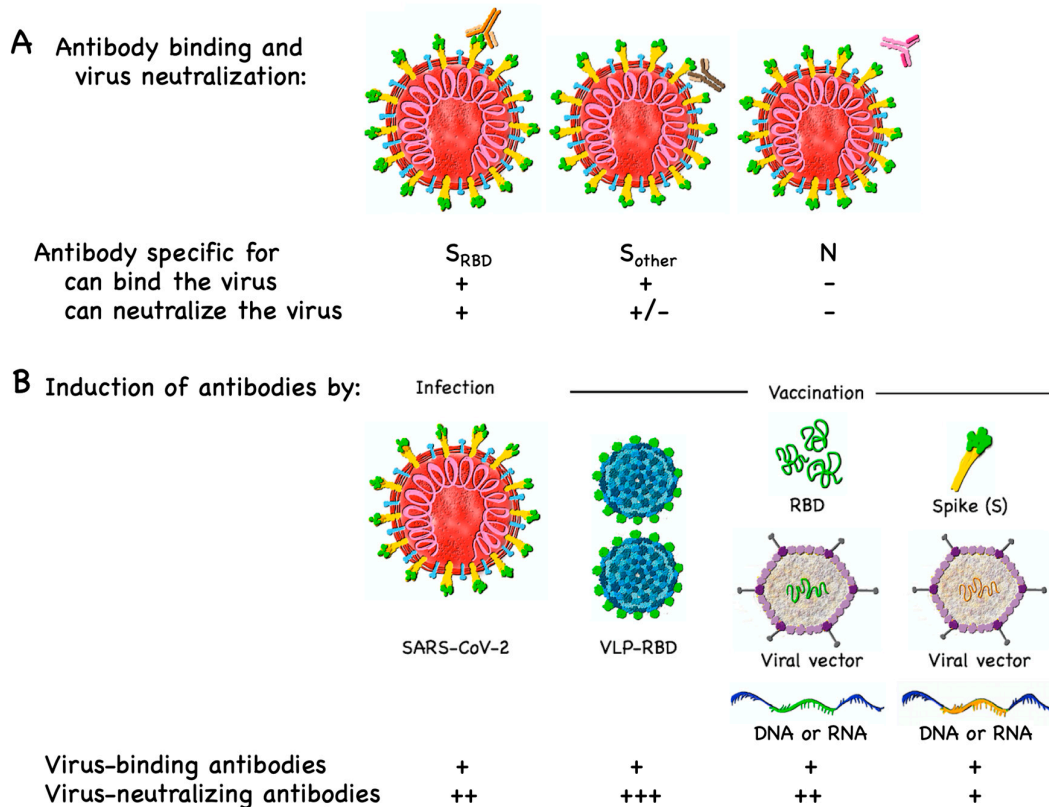 A Antibody binding and
virus neutralization:
Antibody specific for S_RBD S_other N
can bind the virus + + -
can neutralize the virus + +/- -
B Induction of antibodies by: Infection Vaccination
RBD Spike (S)
SARS-CoV-2 VLP-RBD Viral vector Viral vector
DNA or RNA DNA or RNA
Virus-binding antibodies + + + +
Virus-neutralizing antibodies ++ +++ ++ +